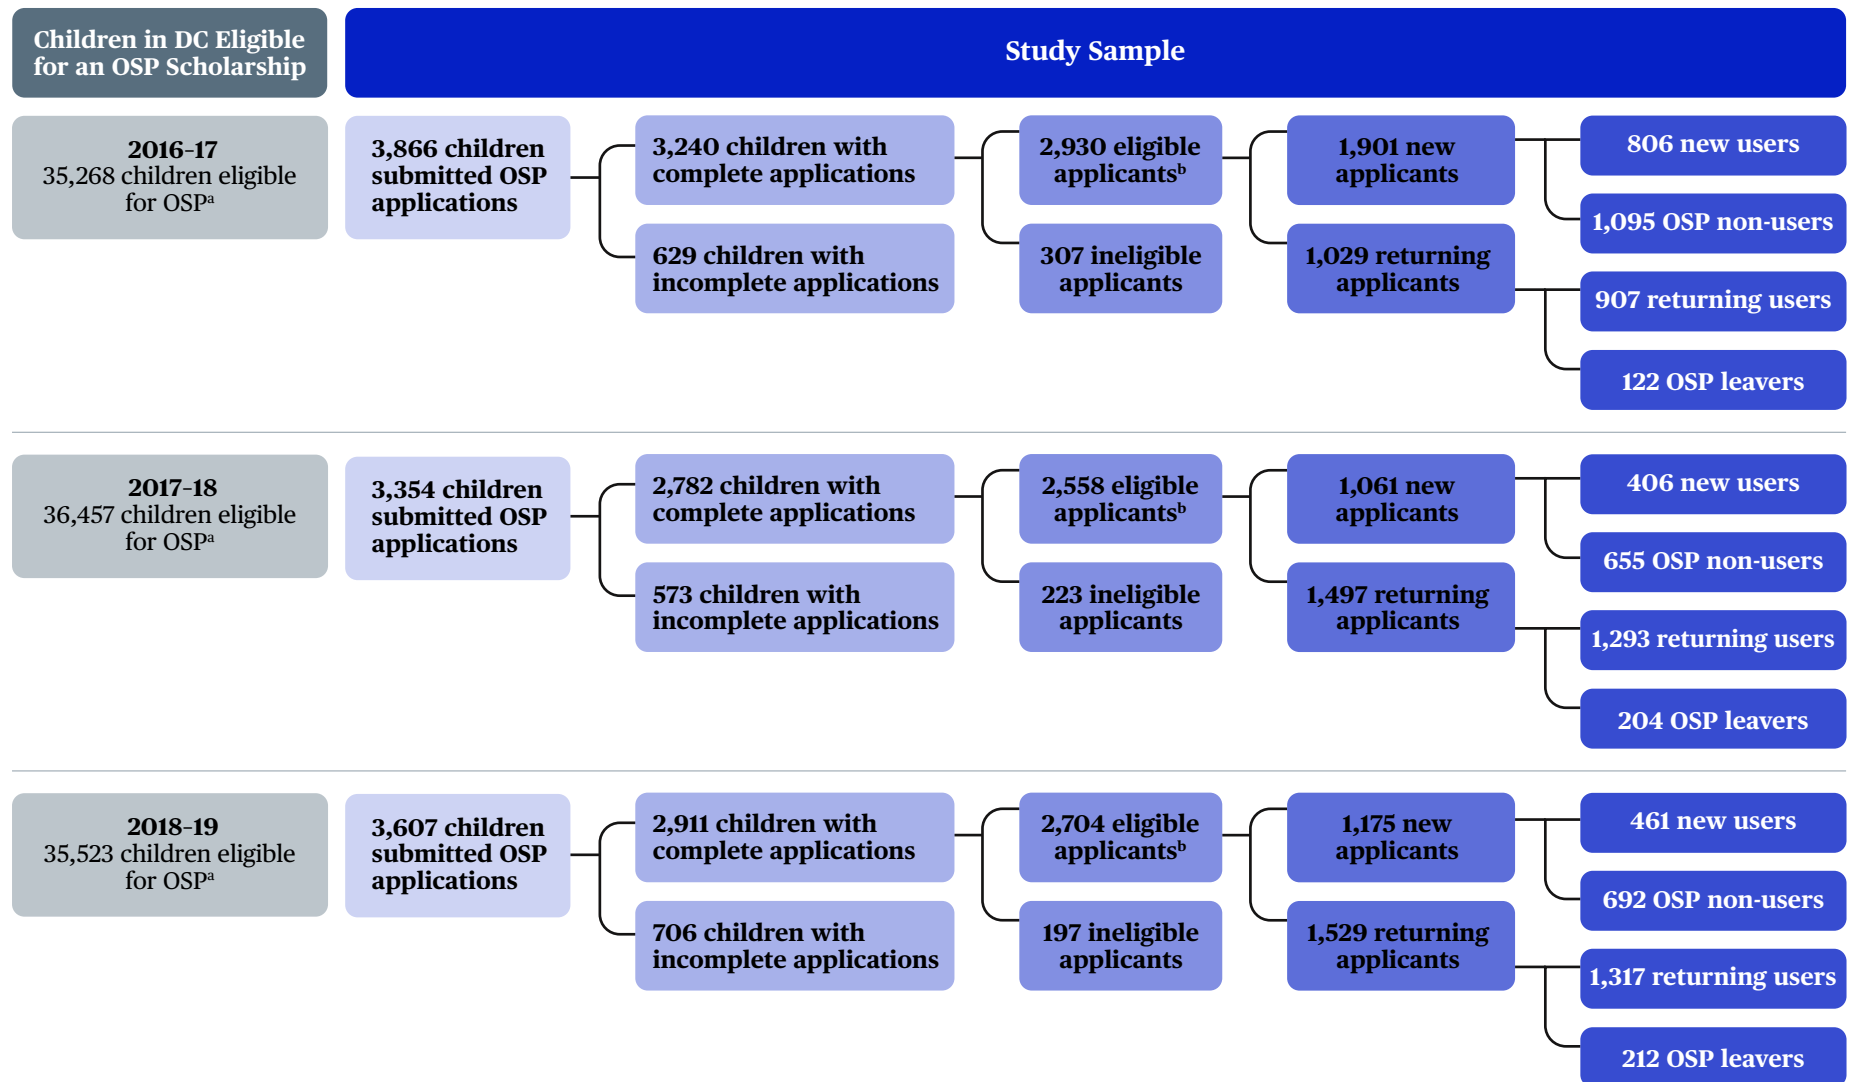 Children in DC Eligible
for an OSP Scholarship
Study Sample
2016–17
35,268 children eligible
for OSPª
3,866 children
submitted OSP
applications
3,240 children with
complete applications
629 children with
incomplete applications
2,930 eligible
applicantsᵇ
307 ineligible
applicants
1,901 new
applicants
1,029 returning
applicants
806 new users
1,095 OSP non-users
907 returning users
122 OSP leavers
2017–18
36,457 children eligible
for OSPª
3,354 children
submitted OSP
applications
2,782 children with
complete applications
573 children with
incomplete applications
2,558 eligible
applicantsᵇ
223 ineligible
applicants
1,061 new
applicants
1,497 returning
applicants
406 new users
655 OSP non-users
1,293 returning users
204 OSP leavers
2018–19
35,523 children eligible
for OSPª
3,607 children
submitted OSP
applications
2,911 children with
complete applications
706 children with
incomplete applications
2,704 eligible
applicantsᵇ
197 ineligible
applicants
1,175 new
applicants
1,529 returning
applicants
461 new users
692 OSP non-users
1,317 returning users
212 OSP leavers